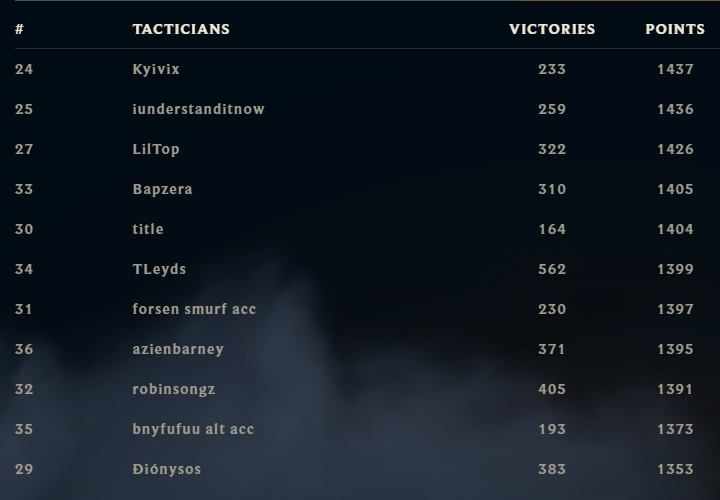 # TACTICIANS VICTORIES POINTS
24 Kyivix 233 1437
25 iunderstanditnow 259 1436
27 LilTop 322 1426
33 Bapzera 310 1405
30 title 164 1404
34 TLeyds 562 1399
31 forsen smurf acc 230 1397
36 azienbarney 371 1395
32 robinsongz 405 1391
35 bnyfufuu alt acc 193 1373
29 Điónysos 383 1353